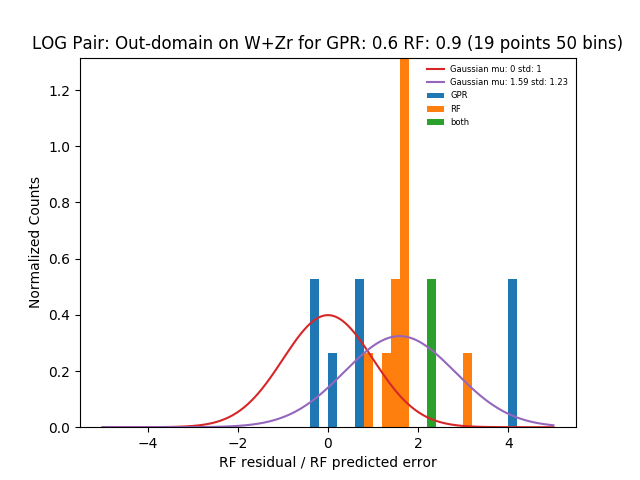 LOG Pair: Out-domain on W+Zr for GPR: 0.6 RF: 0.9 (19 points 50 bins)
Gaussian mu: 0 std: 1
Gaussian mu: 1.59 std: 1.23
GPR
RF
both
Normalized Counts
1.2
1.0
0.8
0.6
0.4
0.2
0.0
−4
−2
0
2
4
RF residual / RF predicted error